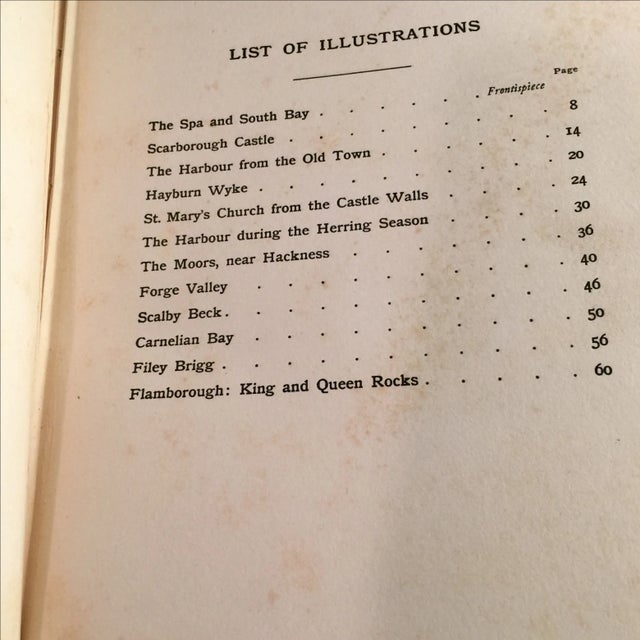 LIST OF ILLUSTRATIONS
Page
The Spa and South Bay . . . . . Frontispiece
Scarborough Castle . . . . . . . . 8
The Harbour from the Old Town . . . . . . 14
Hayburn Wyke . . . . . . . . . 20
St. Mary's Church from the Castle Walls . . . . 24
The Harbour during the Herring Season . . . . 30
The Moors, near Hackness . . . . . . . 36
Forge Valley . . . . . . . . . 40
Scalby Beck . . . . . . . . . . 46
Carnelian Bay . . . . . . . . . 50
Filey Brigg . . . . . . . . . . 56
Flamborough: King and Queen Rocks . . . . . 60